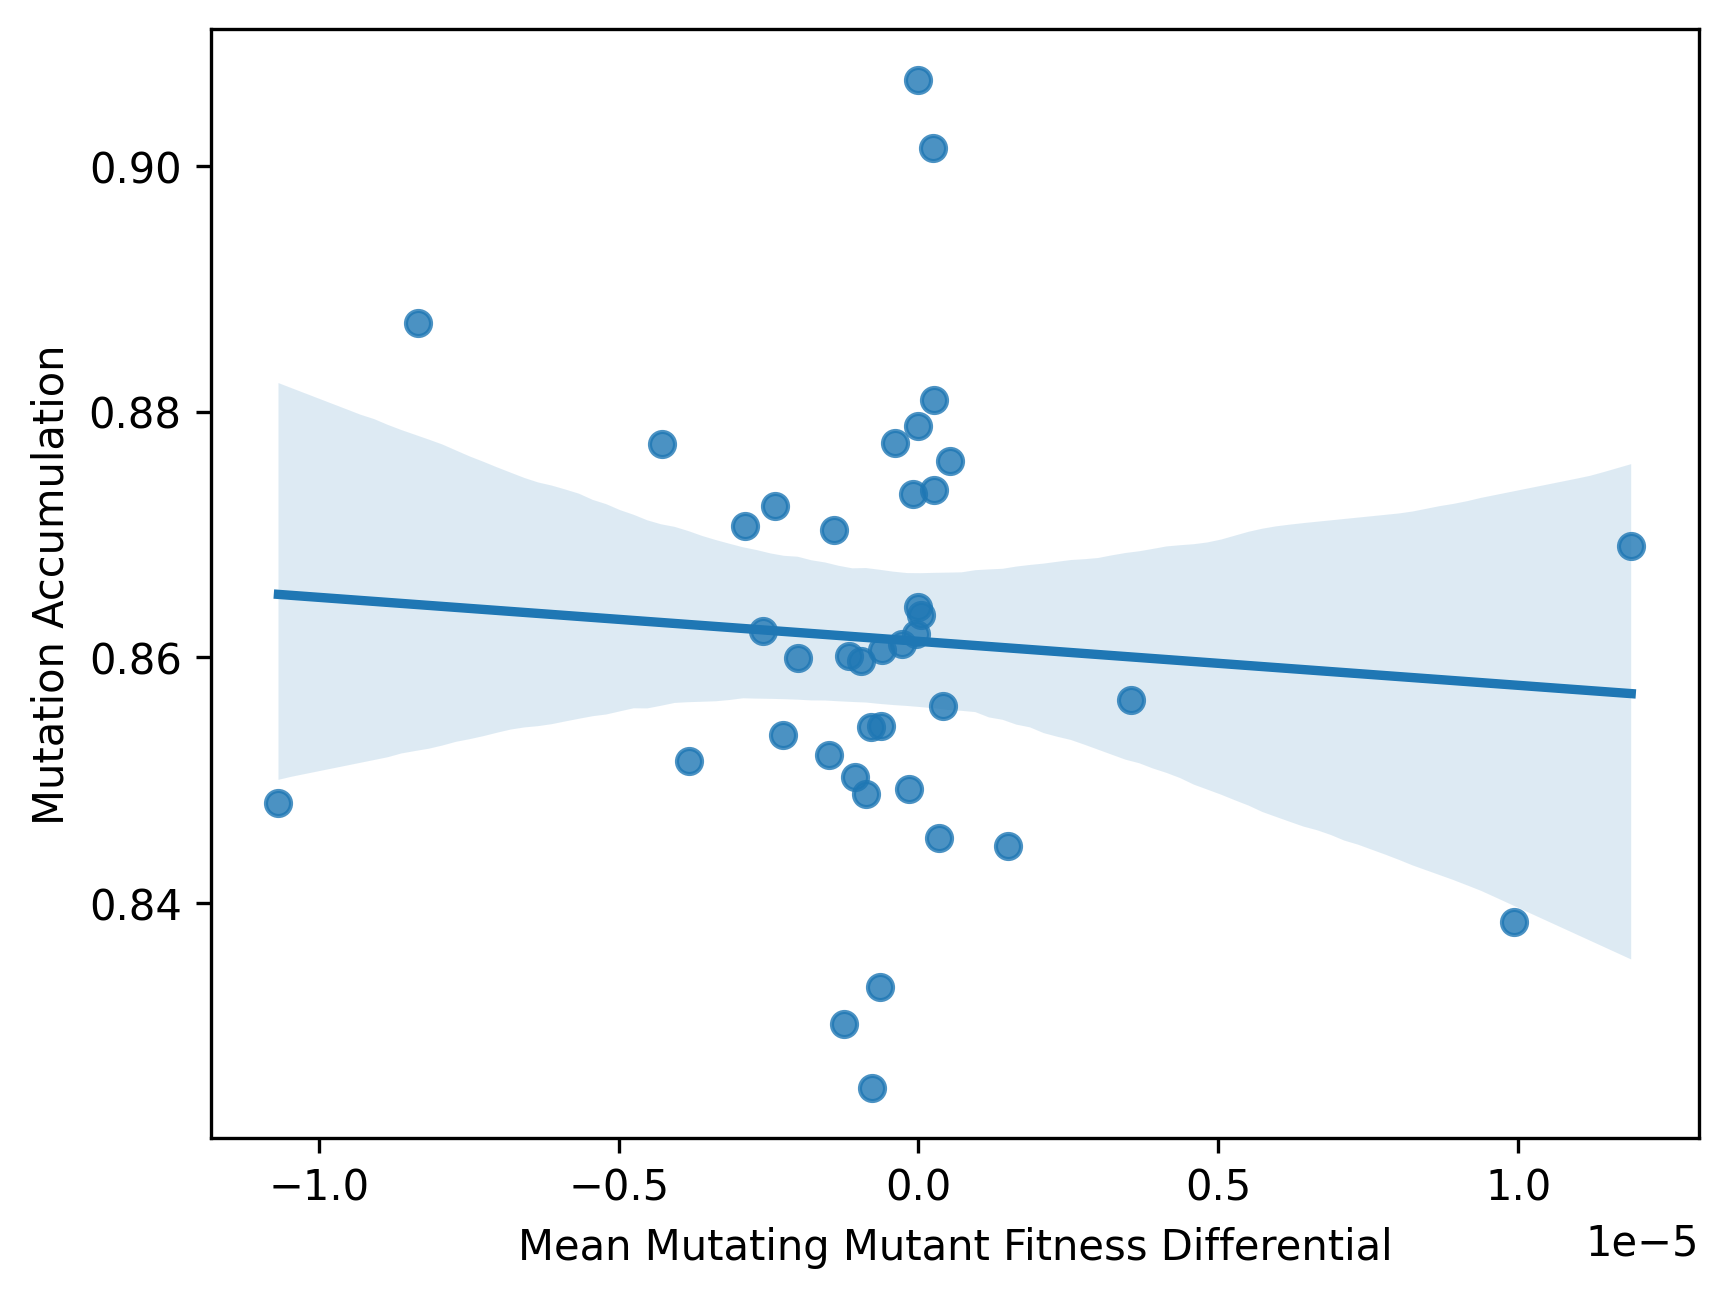 0.90
0.88
0.86
0.84
Mutation Accumulation
−1.0 −0.5 0.0 0.5 1.0
1e−5
Mean Mutating Mutant Fitness Differential